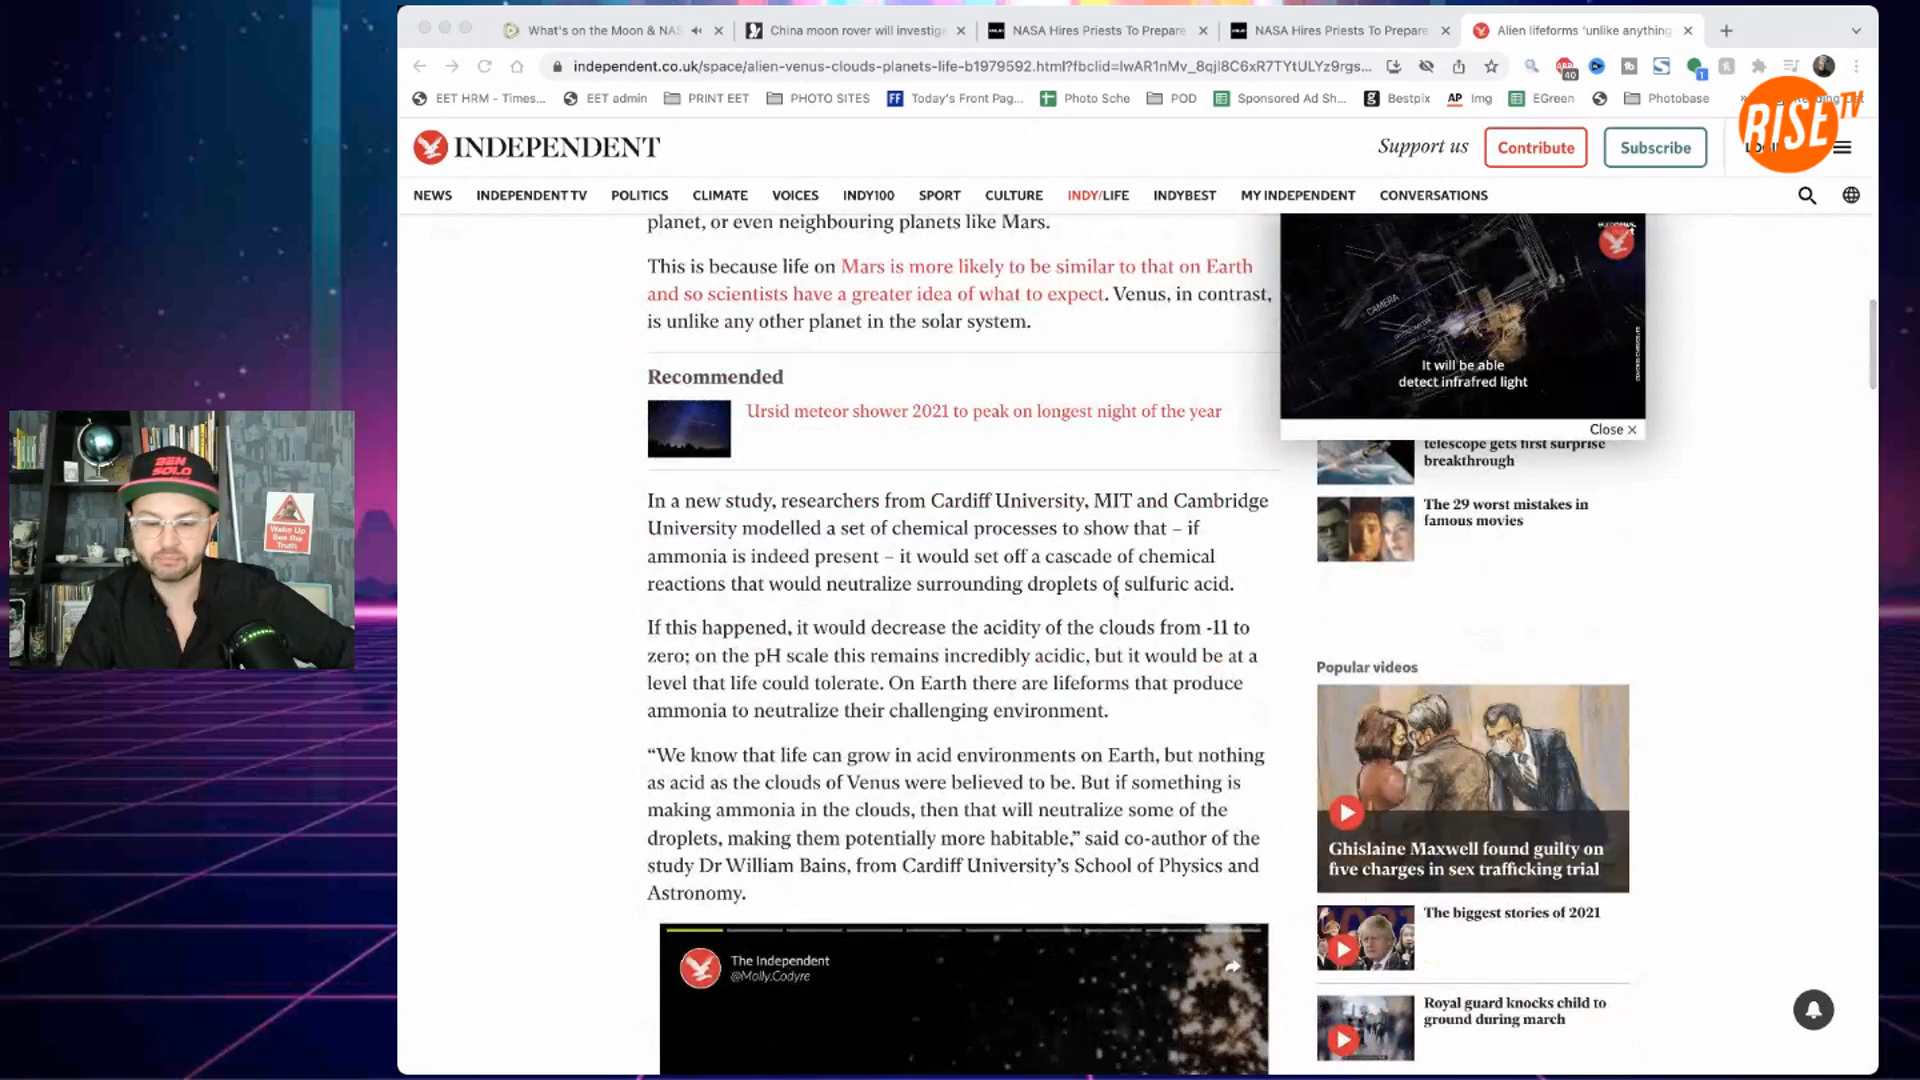 What's on the Moon & NAS
China moon rover will investiga
NASA Hires Priests To Prepare
NASA Hires Priests To Prepare
Alien lifeforms 'unlike anything
independent.co.uk/space/alien-venus-clouds-planets-life-b1979592.html?fbclid=IwAR1nMv_8qjl8C6xR7TYtULYz9rgs...
40
1
EET HRM - Times...
EET admin
PRINT EET
PHOTO SITES
FF Today's Front Pag...
Photo Sche
POD
Sponsored Ad Sh...
Bestpix
AP Img
EGreen
Photobase
RISE TV
INDEPENDENT
Support us
Contribute
Subscribe
NEWS INDEPENDENT TV POLITICS CLIMATE VOICES INDY100 SPORT CULTURE INDY/LIFE INDYBEST MY INDEPENDENT CONVERSATIONS
planet, or even neighbouring planets like Mars.
This is because life on Mars is more likely to be similar to that on Earth
and so scientists have a greater idea of what to expect. Venus, in contrast,
is unlike any other planet in the solar system.
Recommended
Ursid meteor shower 2021 to peak on longest night of the year
In a new study, researchers from Cardiff University, MIT and Cambridge
University modelled a set of chemical processes to show that – if
ammonia is indeed present – it would set off a cascade of chemical
reactions that would neutralize surrounding droplets of sulfuric acid.
If this happened, it would decrease the acidity of the clouds from -11 to
zero; on the pH scale this remains incredibly acidic, but it would be at a
level that life could tolerate. On Earth there are lifeforms that produce
ammonia to neutralize their challenging environment.
“We know that life can grow in acid environments on Earth, but nothing
as acid as the clouds of Venus were believed to be. But if something is
making ammonia in the clouds, then that will neutralize some of the
droplets, making them potentially more habitable,” said co-author of the
study Dr William Bains, from Cardiff University’s School of Physics and
Astronomy.
The Independent
@Molly.Codyre
CAMERA
It will be able
detect infrafred light
Close ×
telescope gets first surprise
breakthrough
The 29 worst mistakes in
famous movies
Popular videos
Ghislaine Maxwell found guilty on
five charges in sex trafficking trial
The biggest stories of 2021
Royal guard knocks child to
ground during march
BEN
SOLO
Wake Up
See the
Truth